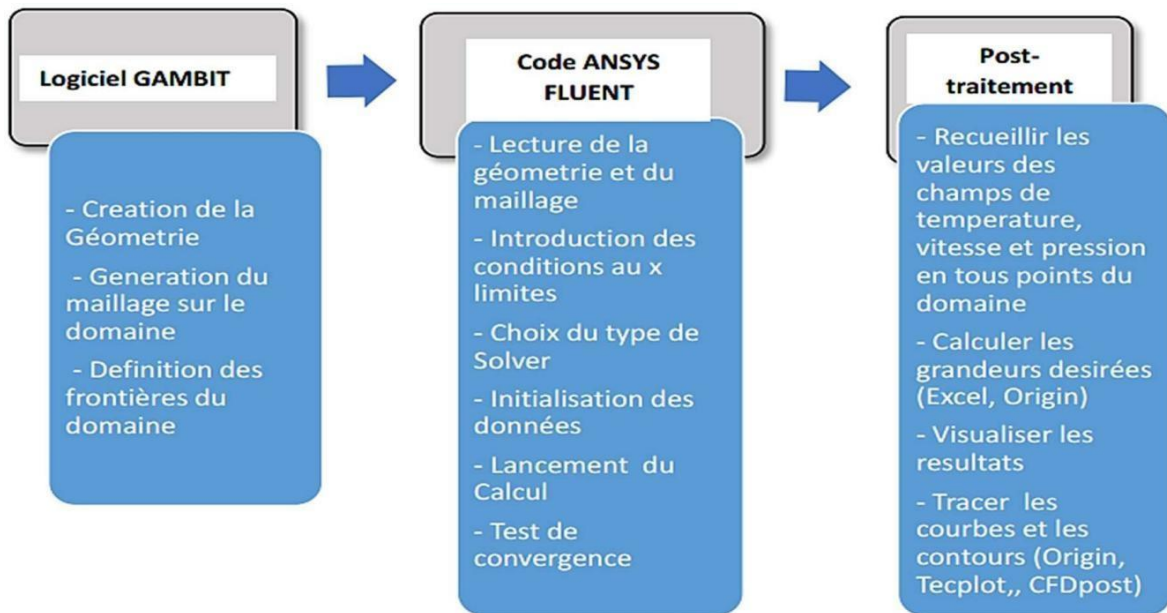 Logiciel GAMBIT
- Creation de la
Géometrie
- Generation du
maillage sur le
domaine
- Definition des
frontières du
domaine
Code ANSYS
FLUENT
- Lecture de la
géometrie et du
maillage
- Introduction des
conditions au x
limites
- Choix du type de
Solver
- Initialisation des
données
- Lancement du
Calcul
- Test de
convergence
Post-
traitement
- Recueillir les
valeurs des
champs de
temperature,
vitesse et pression
en tous points du
domaine
- Calculer les
grandeurs desirées
(Excel, Origin)
- Visualiser les
resultats
- Tracer les
courbes et les
contours (Origin,
Tecplot,, CFDpost)